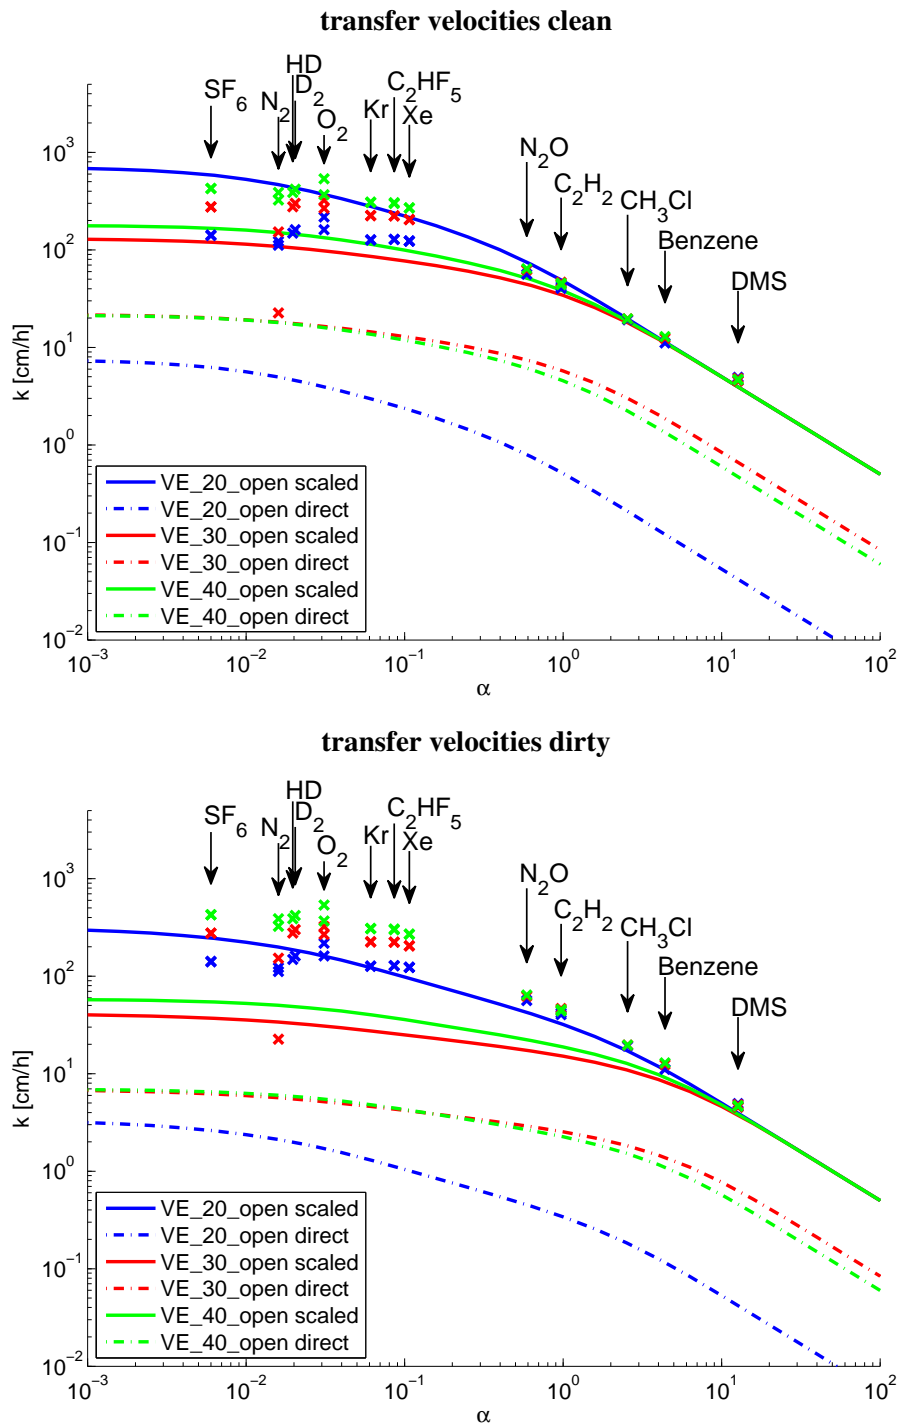 transfer velocities clean
HD
SF6 N2 D2 C2HF5
O2 Kr Xe
N2O
C2H2
CH3Cl
Benzene
DMS
10^3
10^2
10^1
10^0
10^-1
10^-2
k [cm/h]
VE_20_open scaled
VE_20_open direct
VE_30_open scaled
VE_30_open direct
VE_40_open scaled
VE_40_open direct
10^-3 10^-2 10^-1 10^0 10^1 10^2
α
transfer velocities dirty
HD
SF6 N2 D2 C2HF5
O2 Kr Xe
N2O
C2H2
CH3Cl
Benzene
DMS
10^3
10^2
10^1
10^0
10^-1
10^-2
k [cm/h]
VE_20_open scaled
VE_20_open direct
VE_30_open scaled
VE_30_open direct
VE_40_open scaled
VE_40_open direct
10^-3 10^-2 10^-1 10^0 10^1 10^2
α